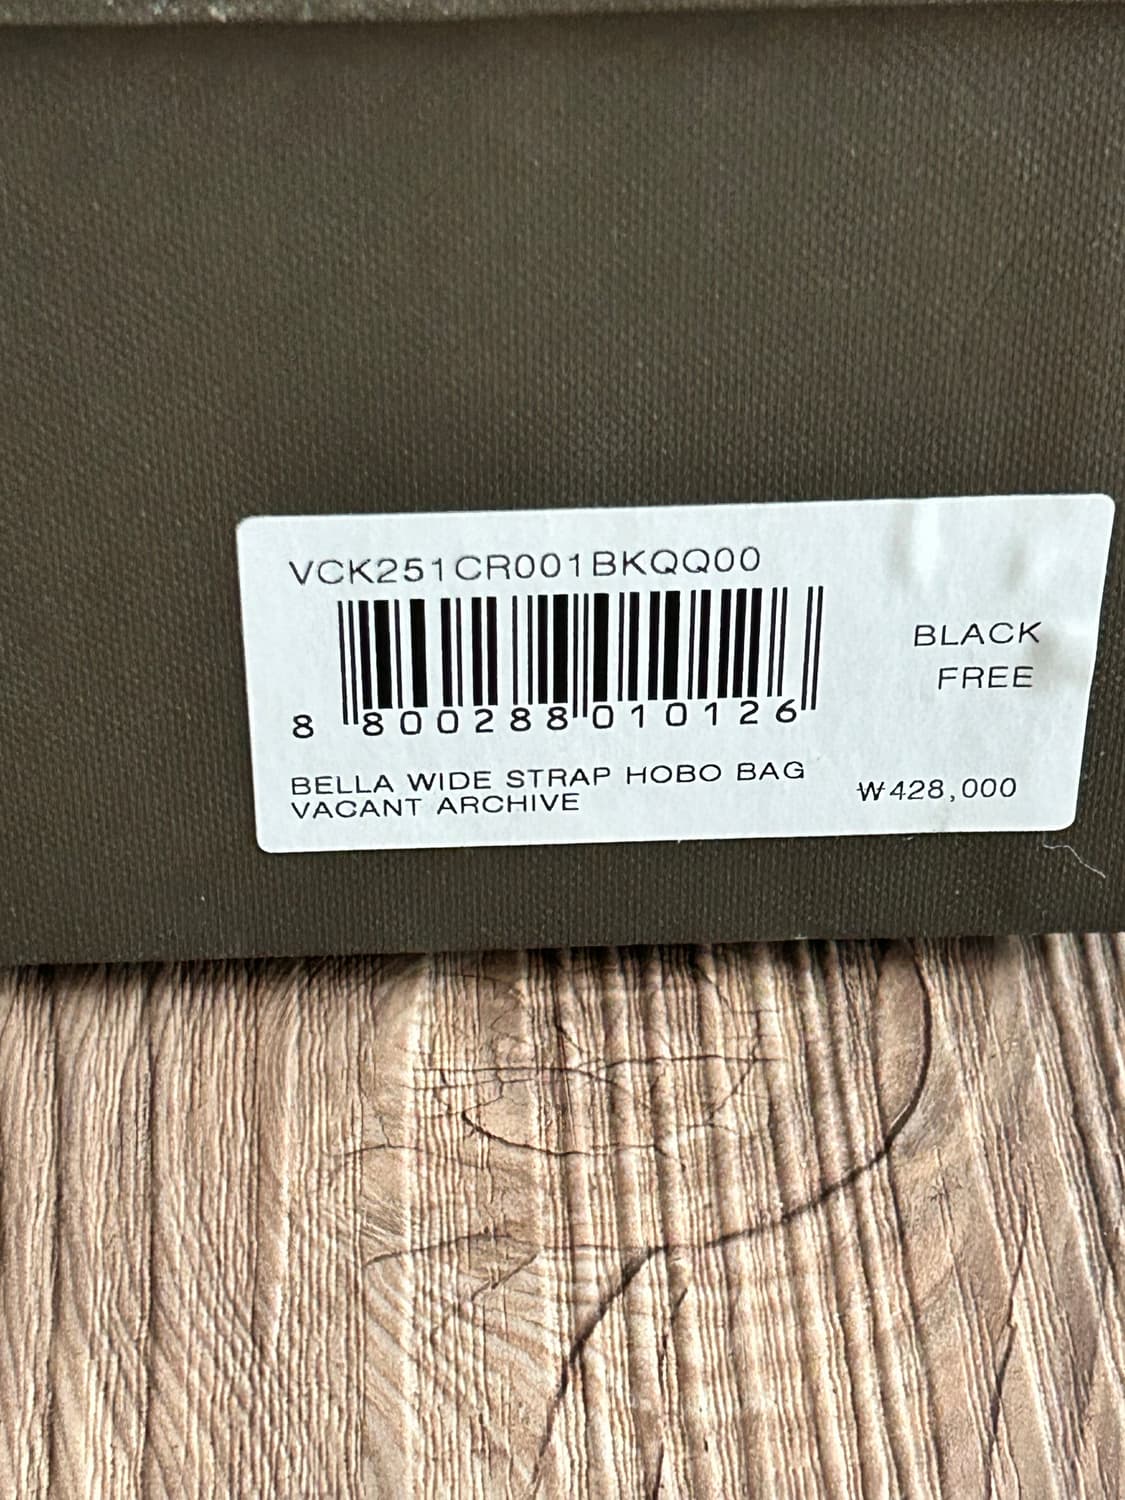 VCK251CR001BKQQ00
BLACK
FREE
8 800288 010126
BELLA WIDE STRAP HOBO BAG
VACANT ARCHIVE
₩428,000